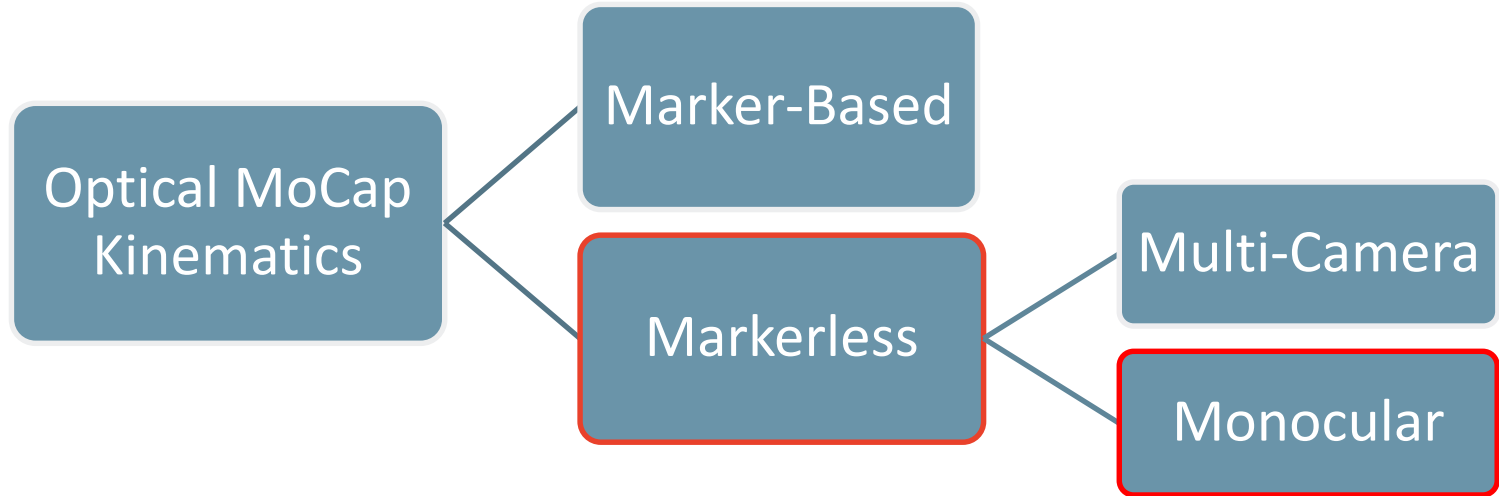 Optical MoCap
Kinematics
Marker-Based
Markerless
Multi-Camera
Monocular